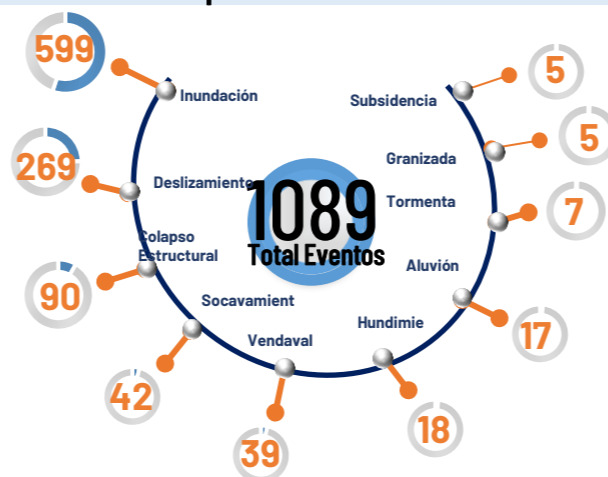 599
Inundación
269
Deslizamiento
90
Colapso
Estructural
42
Socavamient
39
Vendaval
1089
Total Eventos
5
Subsidencia
5
Granizada
7
Tormenta
17
Aluvión
18
Hundimie